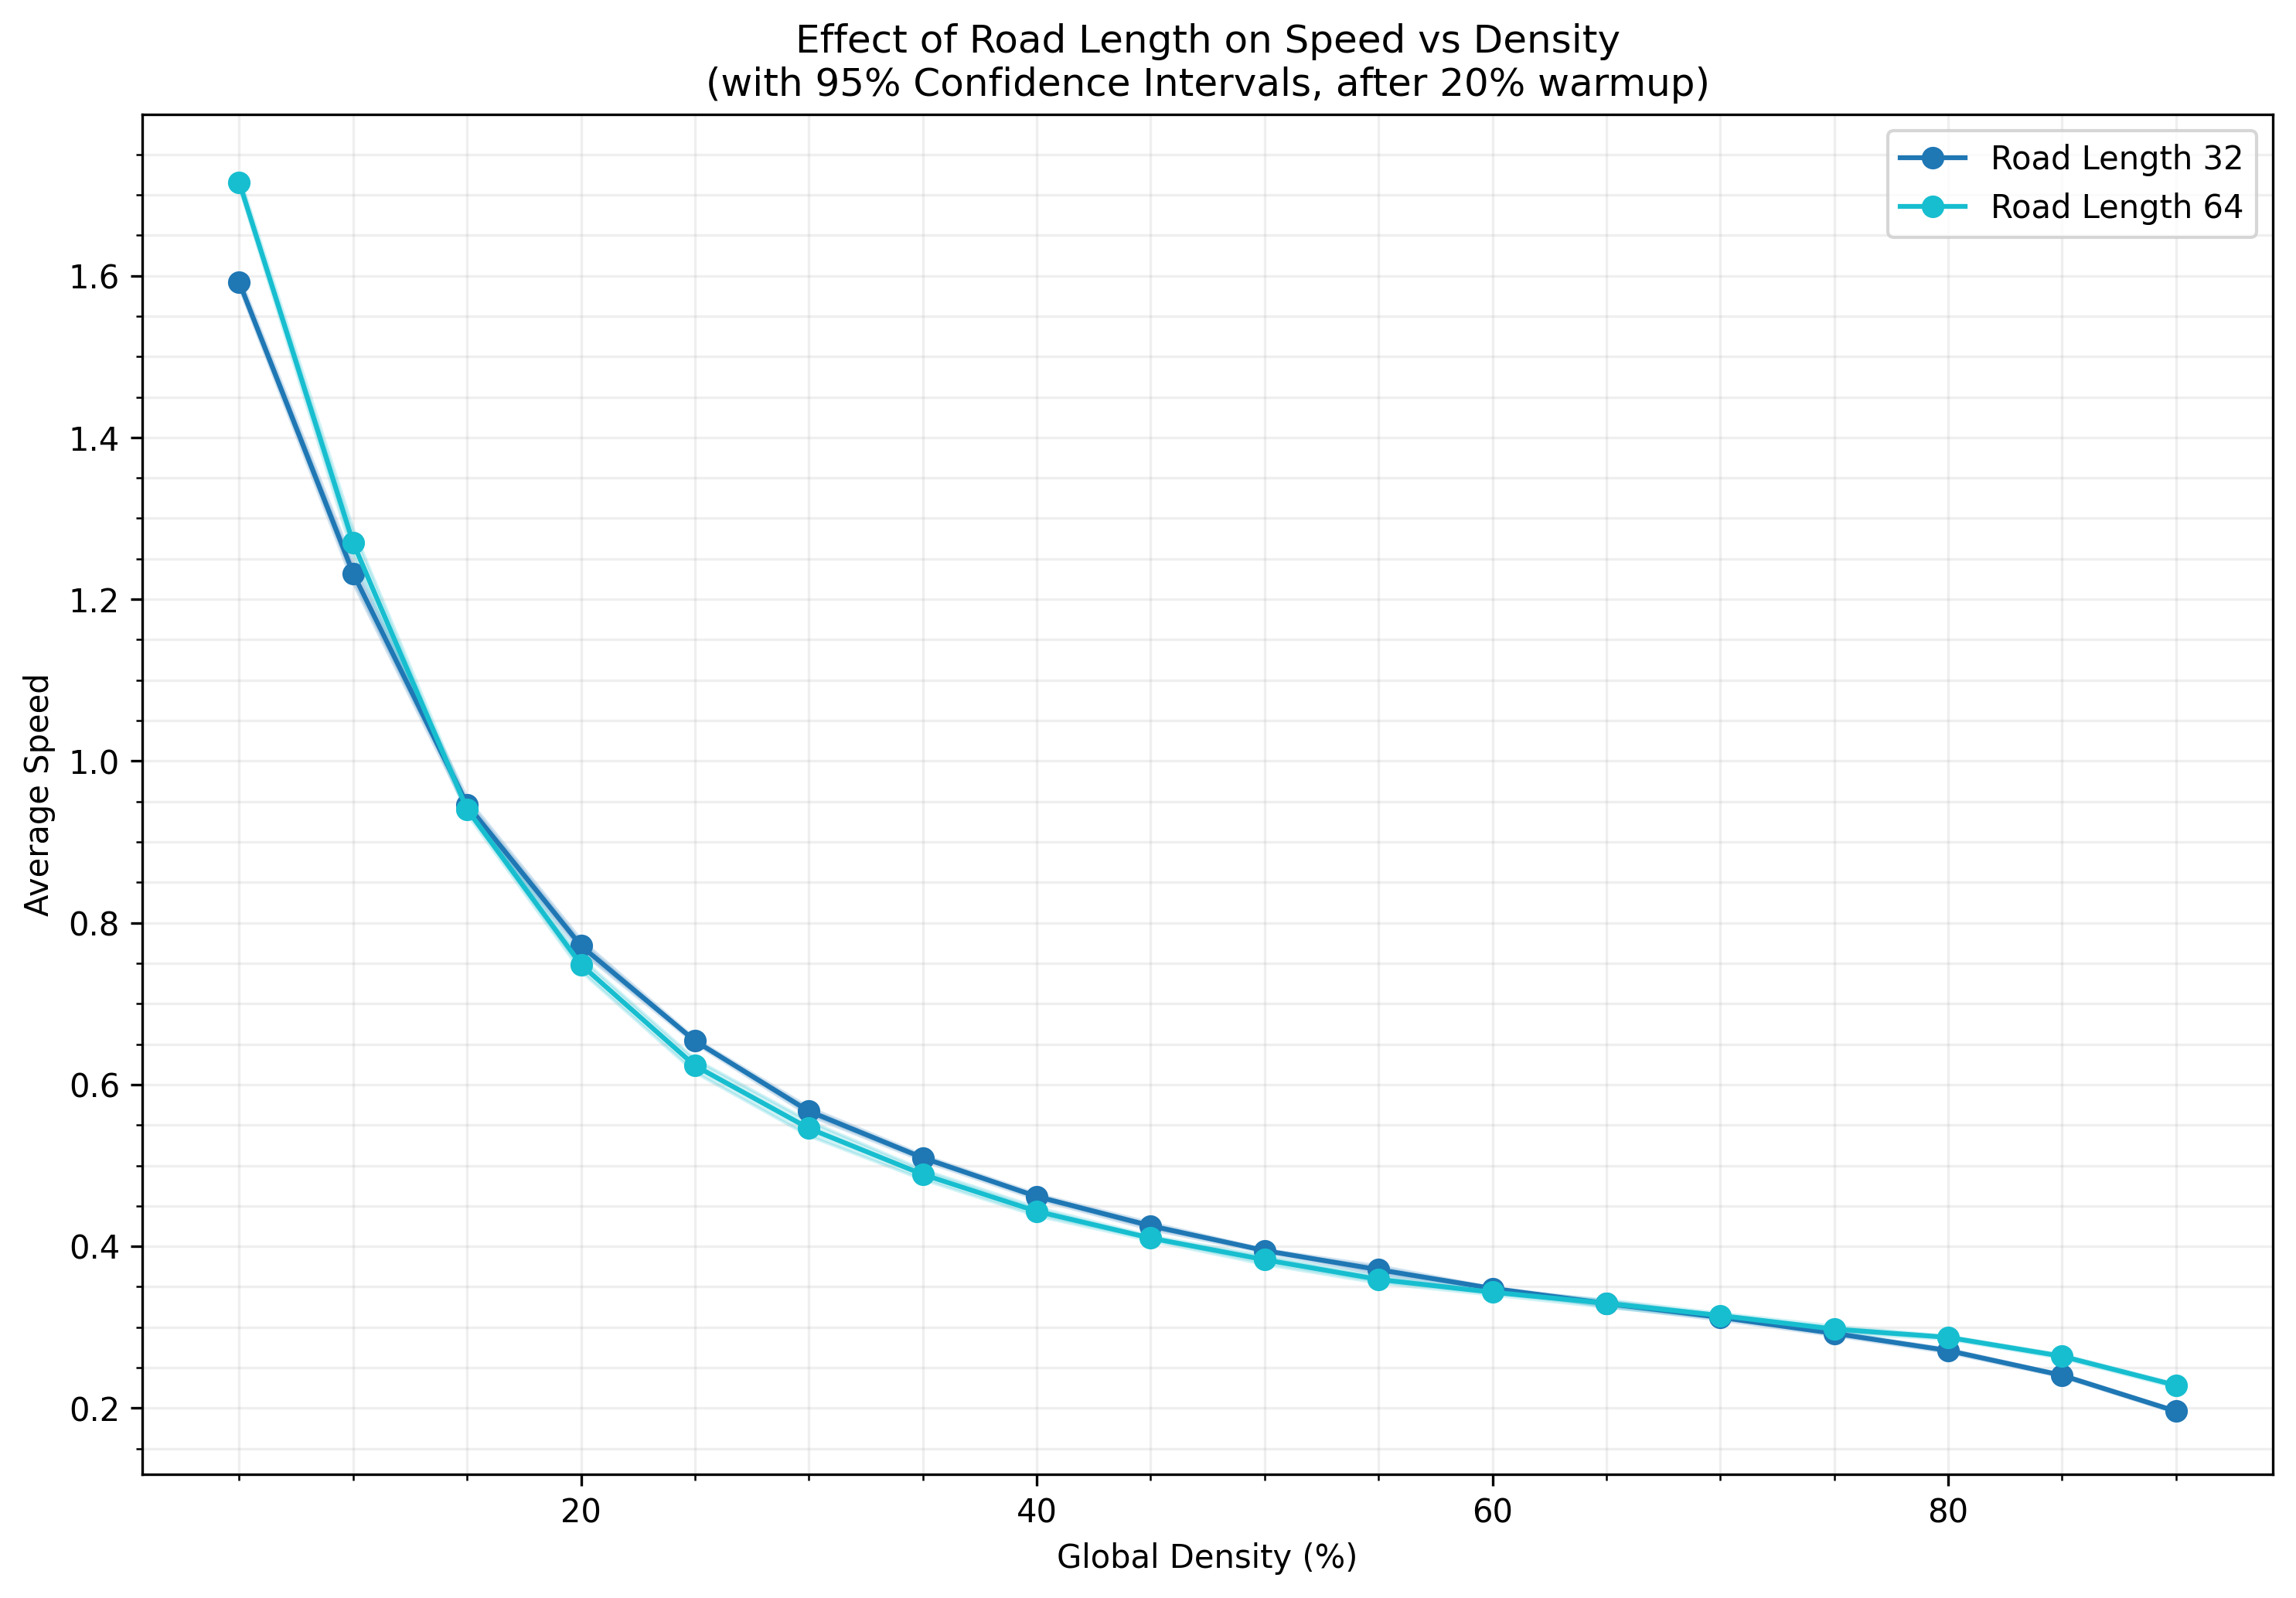 Effect of Road Length on Speed vs Density
(with 95% Confidence Intervals, after 20% warmup)
Road Length 32
Road Length 64
Average Speed
1.6
1.4
1.2
1.0
0.8
0.6
0.4
0.2
20
40
60
80
Global Density (%)